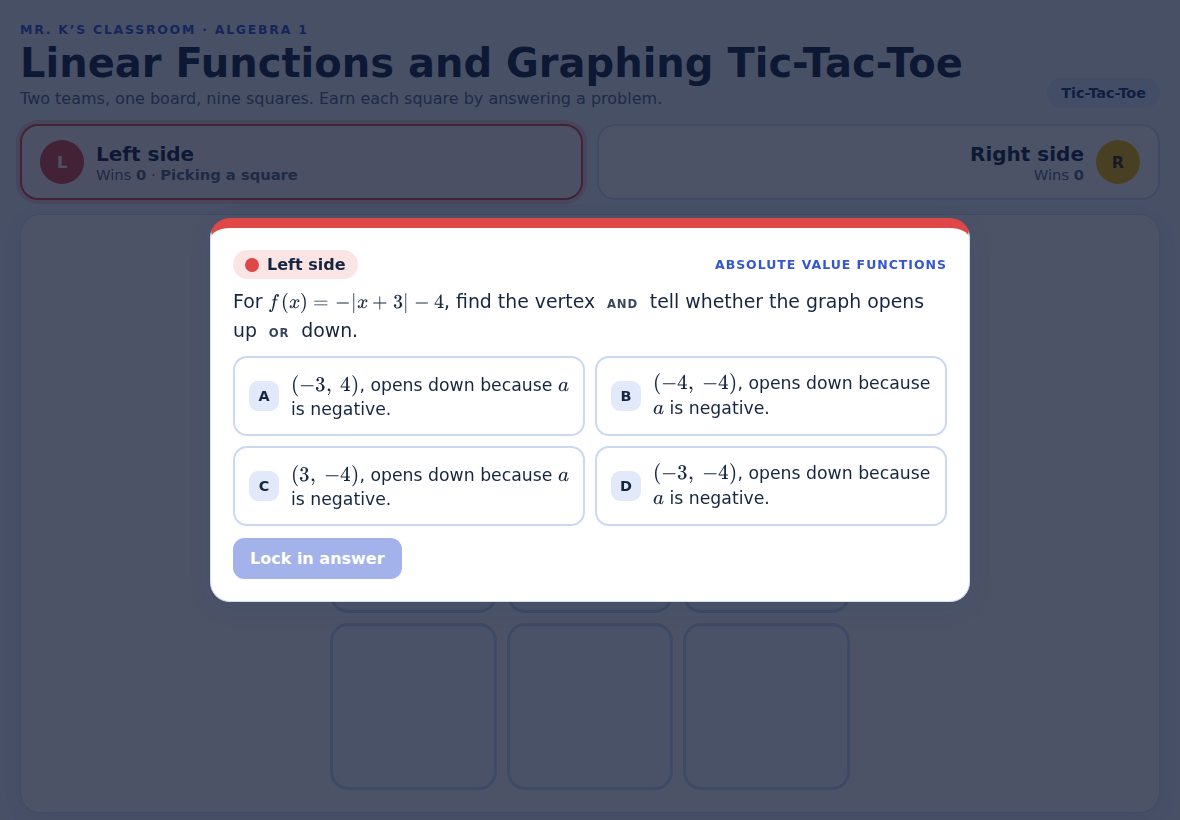 MR. K’S CLASSROOM · ALGEBRA 1
Linear Functions and Graphing Tic-Tac-Toe
Two teams, one board, nine squares. Earn each square by answering a problem.
Tic-Tac-Toe
L
Left side
Wins 0 · Picking a square
Right side
Wins 0
R
Left side
ABSOLUTE VALUE FUNCTIONS
For f(x) = −|x + 3| − 4, find the vertex AND tell whether the graph opens
up OR down.
A
(−3, 4), opens down because a
is negative.
B
(−4, −4), opens down because
a is negative.
C
(3, −4), opens down because a
is negative.
D
(−3, −4), opens down because
a is negative.
Lock in answer